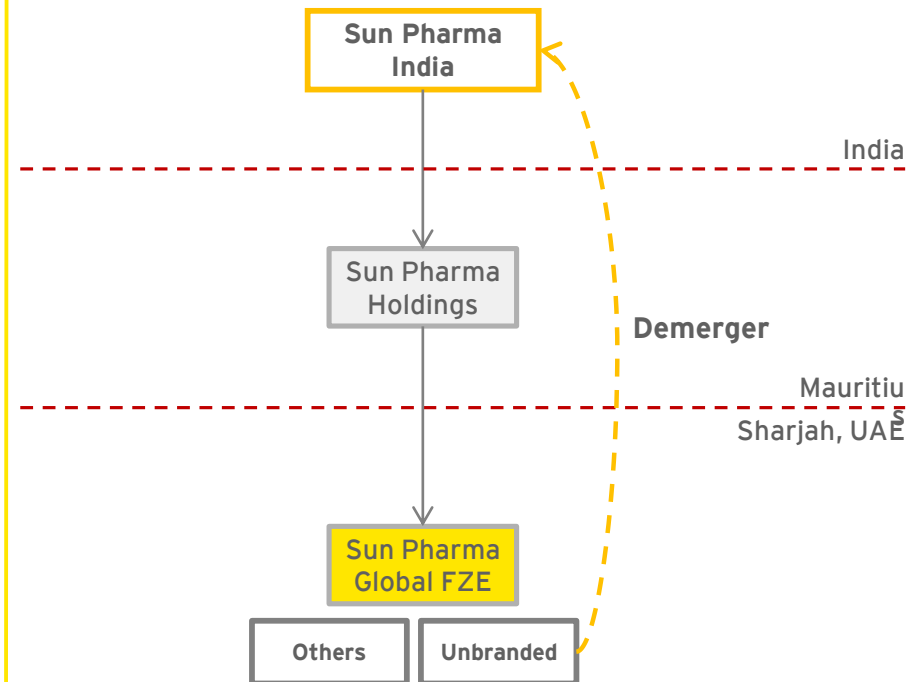 Sun Pharma
India
India
Sun Pharma
Holdings
Demerger
Mauritiu
s
Sharjah, UAE
Sun Pharma
Global FZE
Others
Unbranded